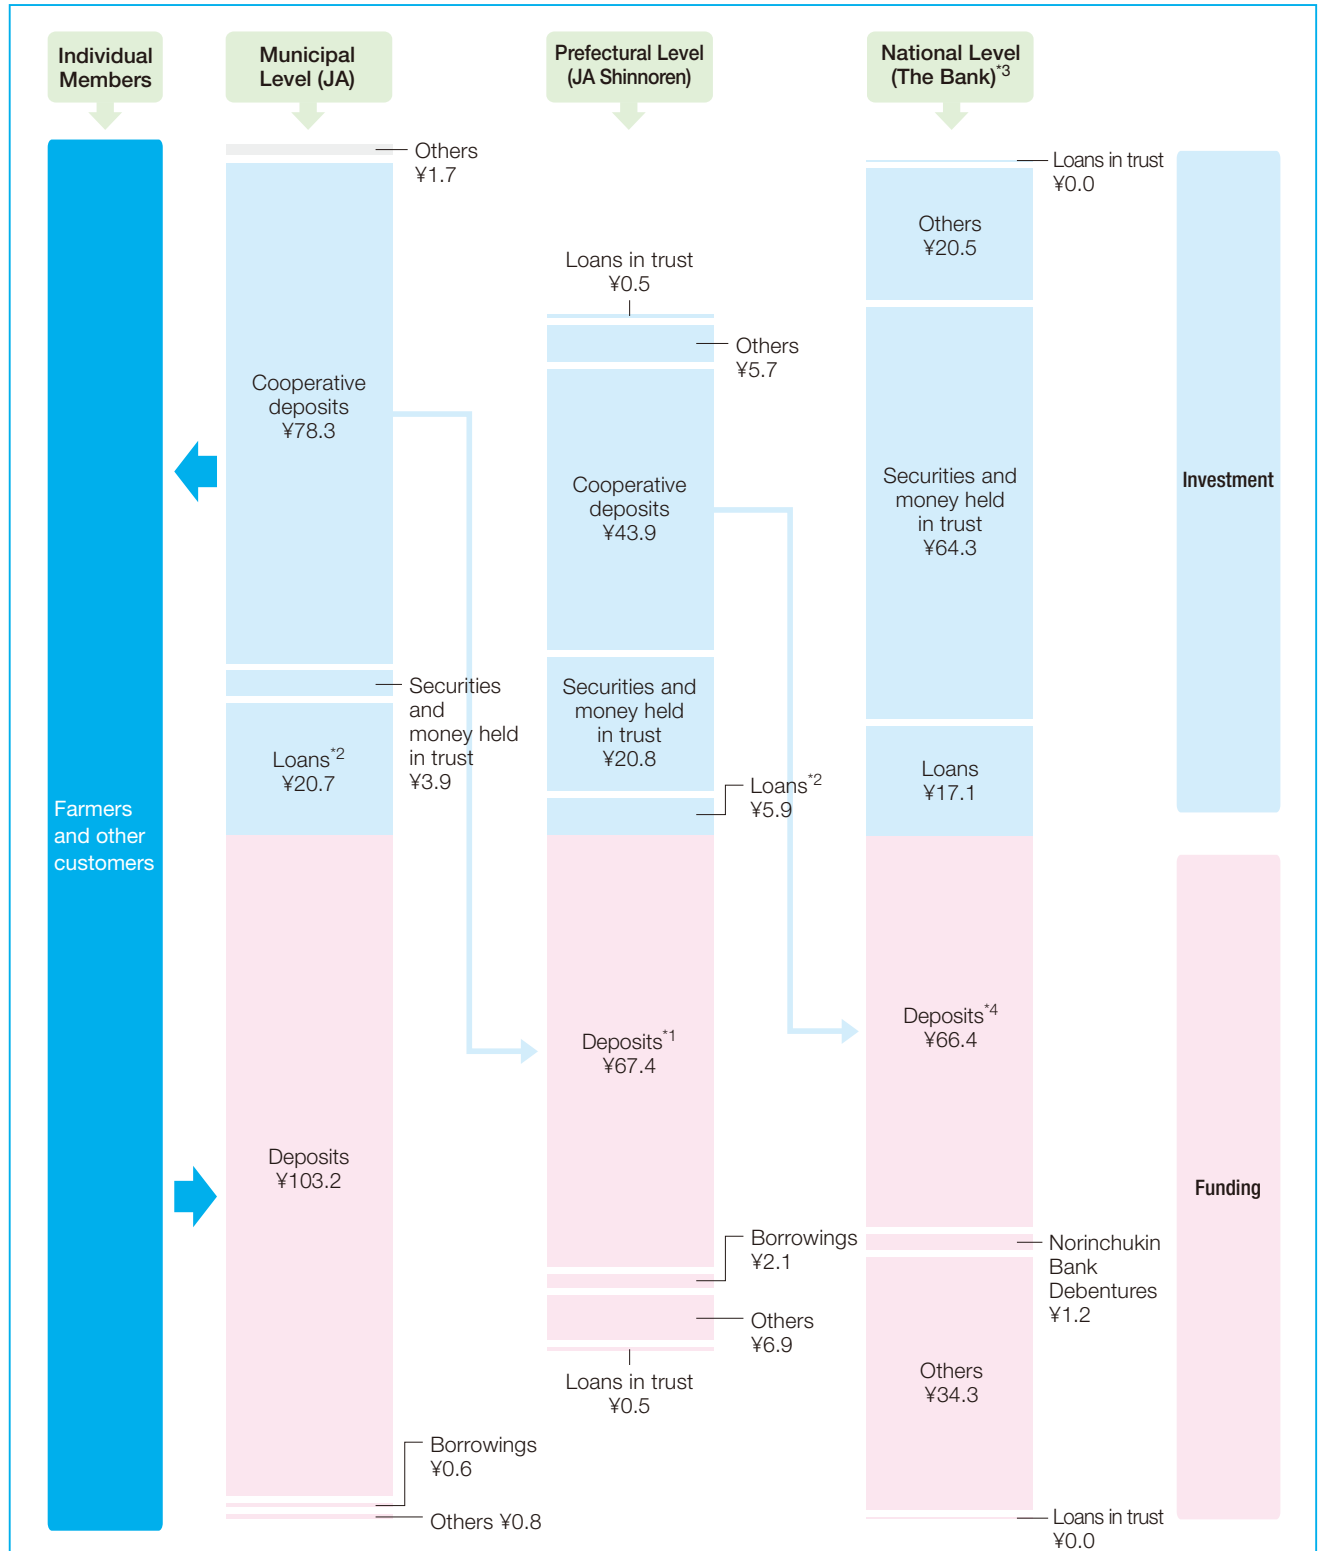 Individual
Members
Municipal
Level (JA)
Prefectural Level
(JA Shinnoren)
National Level
(The Bank)*3
Farmers
and other
customers
Others
¥1.7
Cooperative
deposits
¥78.3
Securities
and
money held
in trust
¥3.9
Loans*2
¥20.7
Deposits
¥103.2
Borrowings
¥0.6
Others ¥0.8
Loans in trust
¥0.5
Others
¥5.7
Cooperative
deposits
¥43.9
Securities and
money held
in trust
¥20.8
Loans*2
¥5.9
Deposits*1
¥67.4
Borrowings
¥2.1
Others
¥6.9
Loans in trust
¥0.5
Loans in trust
¥0.0
Others
¥20.5
Securities and
money held
in trust
¥64.3
Loans
¥17.1
Deposits*4
¥66.4
Norinchukin
Bank
Debentures
¥1.2
Others
¥34.3
Loans in trust
¥0.0
Investment
Funding